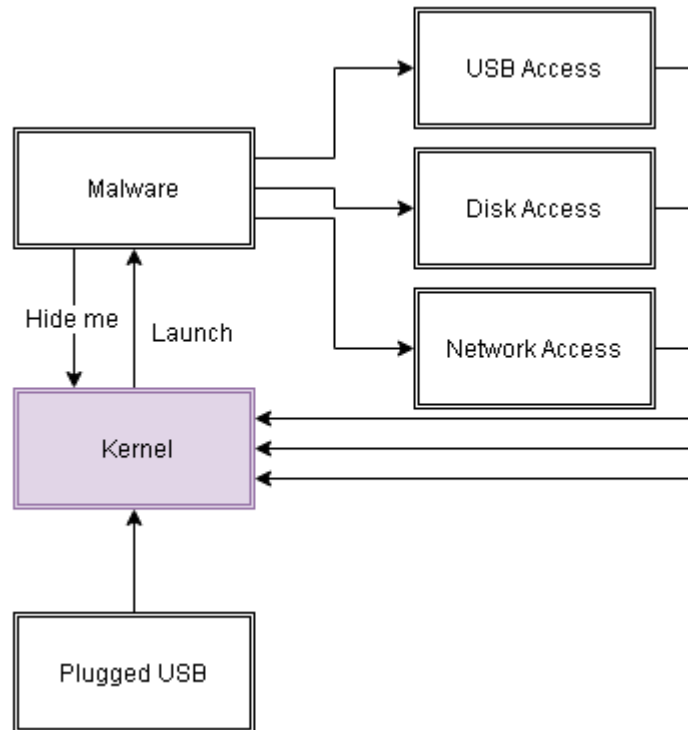 USB Access
Malware
Disk Access
Hide me
Launch
Network Access
Kernel
Plugged USB